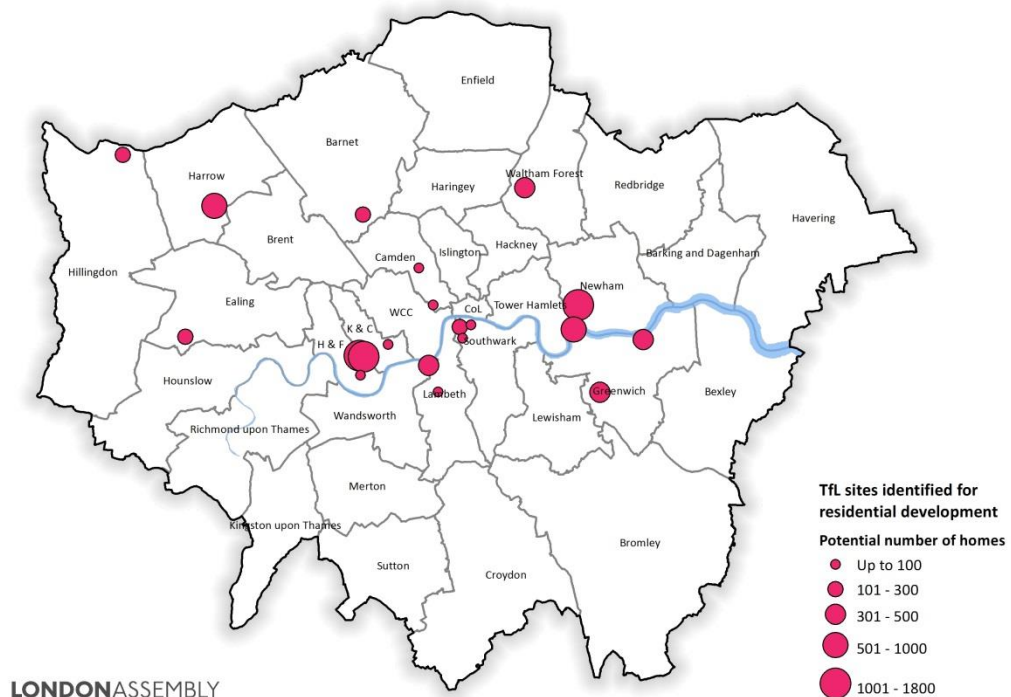 Enfield
Barnet
Harrow
Haringey
Waltham Forest
Redbridge
Havering
Brent
Hillingdon
Camden
Islington
Hackney
Barking and Dagenham
Ealing
Newham
WCC
CoL
Tower Hamlets
K & C
H & F
Southwark
Hounslow
Lambeth
Greenwich
Bexley
Wandsworth
Lewisham
Richmond upon Thames
Merton
Kingston upon Thames
Bromley
Sutton
Croydon
TfL sites identified for
residential development
Potential number of homes
Up to 100
101 - 300
301 - 500
501 - 1000
1001 - 1800
LONDONASSEMBLY